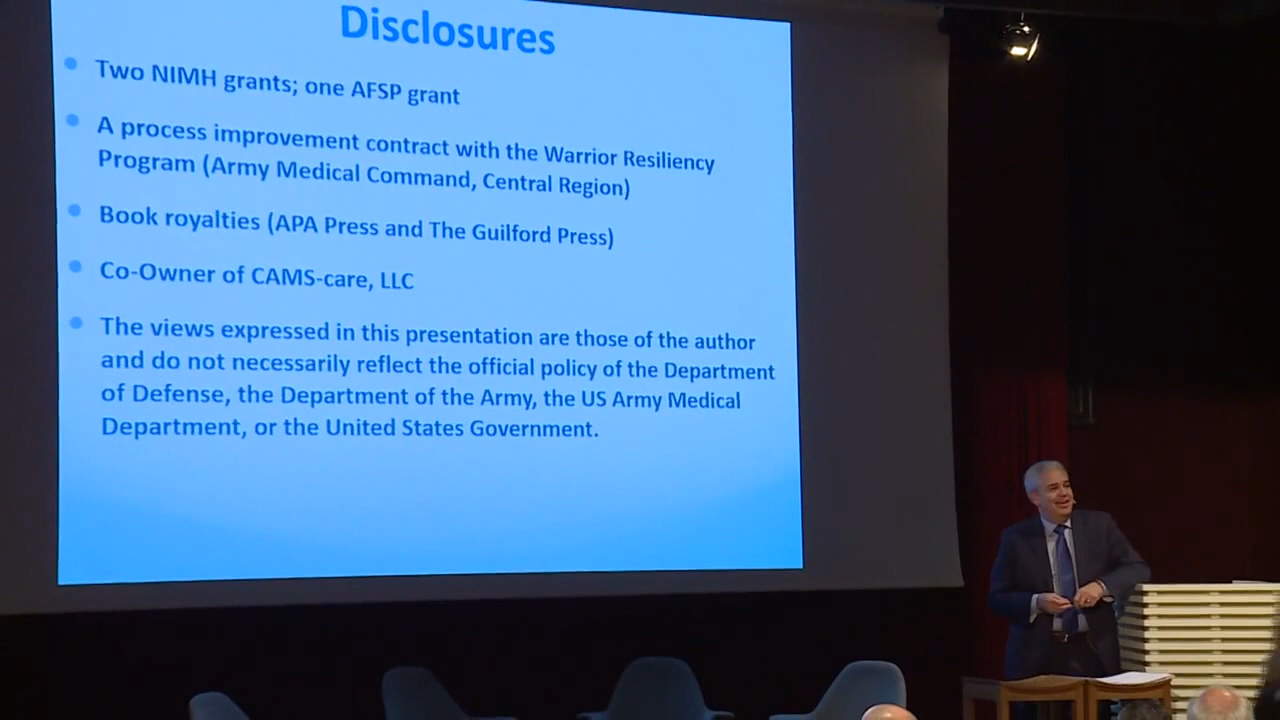 Disclosures
Two NIMH grants; one AFSP grant
A process improvement contract with the Warrior Resiliency
Program (Army Medical Command, Central Region)
Book royalties (APA Press and The Guilford Press)
Co-Owner of CAMS-care, LLC
The views expressed in this presentation are those of the author
and do not necessarily reflect the official policy of the Department
of Defense, the Department of the Army, the US Army Medical
Department, or the United States Government.